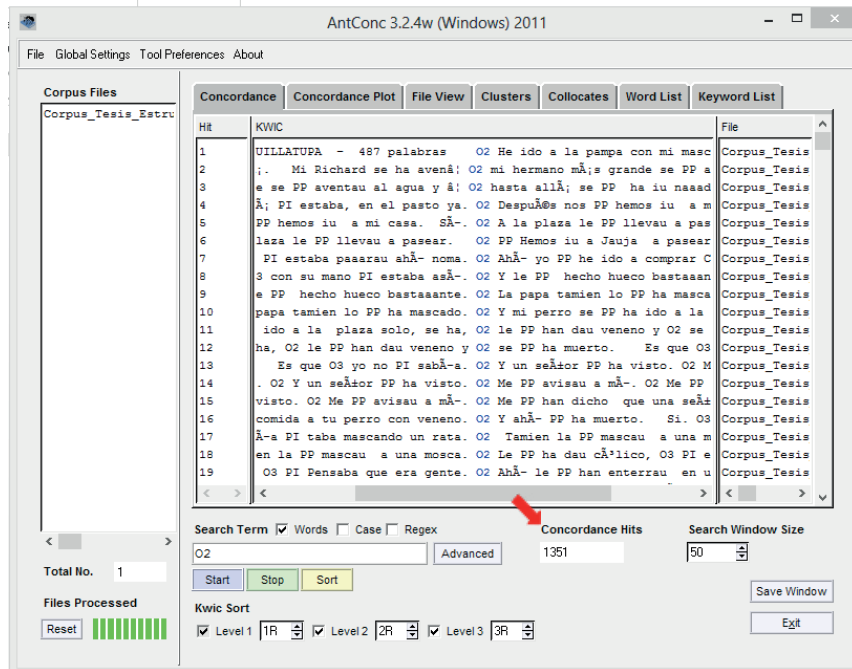 AntConc 3.2.4w (Windows) 2011
File Global Settings Tool Preferences About
Corpus Files
Corpus_Tesis_Estru
Concordance Concordance Plot File View Clusters Collocates Word List Keyword List
Hit KWIC File
1 UILLATUPA - 487 palabras O2 He ido a la pampa con mi masc Corpus_Tesis
2 ;. Mi Richard se ha avenâ¦ O2 mi hermano mÃ¡s grande se PP a Corpus_Tesis
3 e se PP aventau al agua y â¦ O2 hasta allÃ¡ se PP ha iu naaad Corpus_Tesis
4 Ã¡ PI estaba, en el pasto ya. O2 DespuÃ©s nos PP hemos iu a m Corpus_Tesis
5 PP hemos iu a mi casa. SÃ-. O2 A la plaza le PP llevau a pas Corpus_Tesis
6 laza le PP llevau a pasear. O2 PP Hemos iu a Jauja a pasear Corpus_Tesis
7 PI estaba paaarau ahÃ- noma. O2 AhÃ- yo PP he ido a comprar C Corpus_Tesis
8 3 con su mano PI estaba asÃ-. O2 Y le PP hecho hueco bastaaan Corpus_Tesis
9 e PP hecho hueco bastaaante. O2 La papa tamien lo PP ha masca Corpus_Tesis
10 papa tamien lo PP ha mascado. O2 Y mi perro se PP ha ido a la Corpus_Tesis
11 ido a la plaza solo, se ha, O2 le PP han dau veneno y O2 se Corpus_Tesis
12 ha, O2 le PP han dau veneno y O2 se PP ha muerto. Es que O3 Corpus_Tesis
13 Es que O3 yo no PI sabÃ-a. O2 Y un seÃ±or PP ha visto. O2 M Corpus_Tesis
14 . O2 Y un seÃ±or PP ha visto. O2 Me PP avisau a mÃ-. O2 Me PP Corpus_Tesis
15 visto. O2 Me PP avisau a mÃ-. O2 Me PP han dicho que una seÃ± Corpus_Tesis
16 comida a tu perro con veneno. O2 Y ahÃ- PP ha muerto. Si. O3 Corpus_Tesis
17 Ã-a PI taba mascando un rata. O2 Tamien la PP mascau a una m Corpus_Tesis
18 en la PP mascau a una mosca. O2 Le PP ha dau cÃ³lico, O3 PI e Corpus_Tesis
19 O3 PI Pensaba que era gente. O2 AhÃ- le PP han enterrau en u Corpus_Tesis
Search Term Words Case Regex Concordance Hits Search Window Size
O2 Advanced 1351 50
Total No. 1
Start Stop Sort
Save Window
Files Processed
Kwic Sort
Reset
Level 1 1R Level 2 2R Level 3 3R
Exit